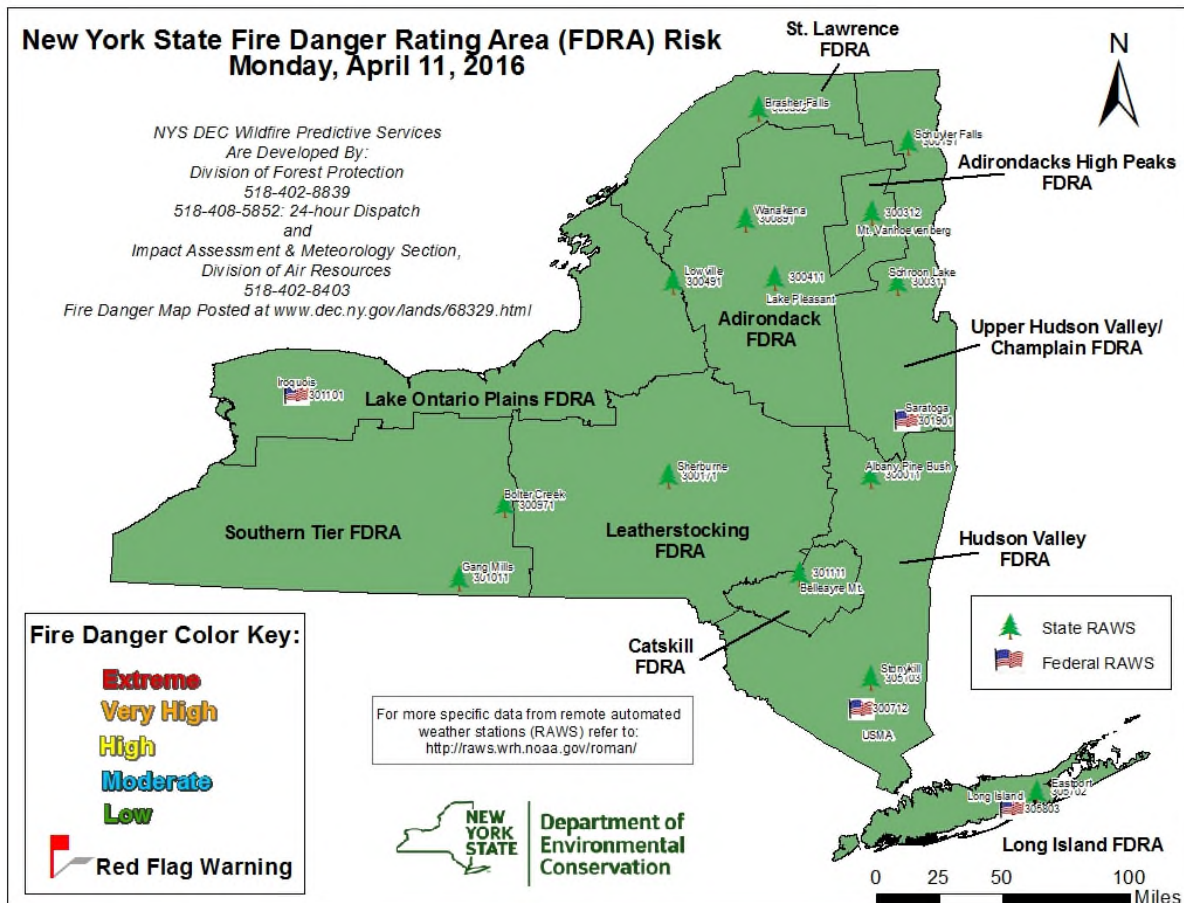 New York State Fire Danger Rating Area (FDRA) Risk
Monday, April 11, 2016
NYS DEC Wildfire Predictive Services
Are Developed By:
Division of Forest Protection
518-402-8839
518-408-5852: 24-hour Dispatch
and
Impact Assessment & Meteorology Section,
Division of Air Resources
518-402-8403
Fire Danger Map Posted at www.dec.ny.gov/lands/68329.html
St. Lawrence
FDRA
N
Brasher Falls
Schuyler Falls
300191
Adirondacks High Peaks
FDRA
Wanakena
300891
300312
Mt. Vanhoevenberg
Lowville
300491
300411
Lake Pleasant
Schroon Lake
300311
Adirondack
FDRA
Upper Hudson Valley/
Champlain FDRA
Iroquois
301101
Lake Ontario Plains FDRA
Saratoga
301901
Sherburne
300171
Albany Pine Bush
300011
Bolter Creek
300971
Southern Tier FDRA
Leatherstocking
FDRA
Hudson Valley
FDRA
Gang Mills
301011
301111
Belleayre Mt.
Catskill
FDRA
Stonykill
305103
300712
USMA
Eastport
305702
Long Island
305803
Long Island FDRA
State RAWS
Federal RAWS
Fire Danger Color Key:
Extreme
Very High
High
Moderate
Low
Red Flag Warning
For more specific data from remote automated
weather stations (RAWS) refer to:
http://raws.wrh.noaa.gov/roman/
NEW
YORK
STATE
Department of
Environmental
Conservation
0 25 50 100
Miles